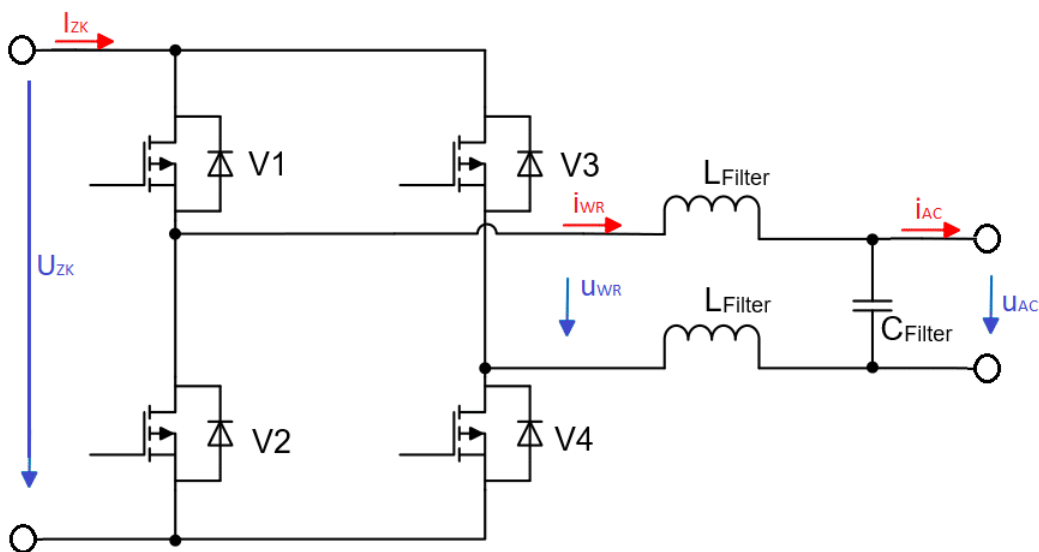 IZK
V1
V3
LFilter
iWR
iAC
UZK
uWR
LFilter
uAC
CFilter
V2
V4